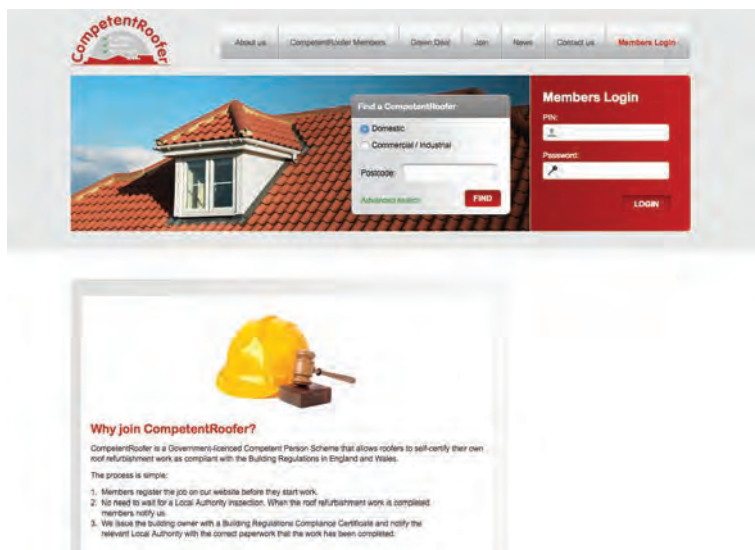 CompetentRoofer
About us
CompetentRoofer Members
Green Deal
Join
News
Contact us
Members Login
Find a CompetentRoofer
Domestic
Commercial / Industrial
Postcode:
Advanced search
FIND
Members Login
PIN:
Password:
LOGIN
Why join CompetentRoofer?
CompetentRoofer is a Government-licenced Competent Person Scheme that allows roofers to self-certify their own
roof refurbishment work as compliant with the Building Regulations in England and Wales.
The process is simple:
1. Members register the job on our website before they start work.
2. No need to wait for a Local Authority inspection. When the roof refurbishment work is completed
members notify us.
3. We issue the building owner with a Building Regulations Compliance Certificate and notify the
relevant Local Authority with the correct paperwork that the work has been completed.